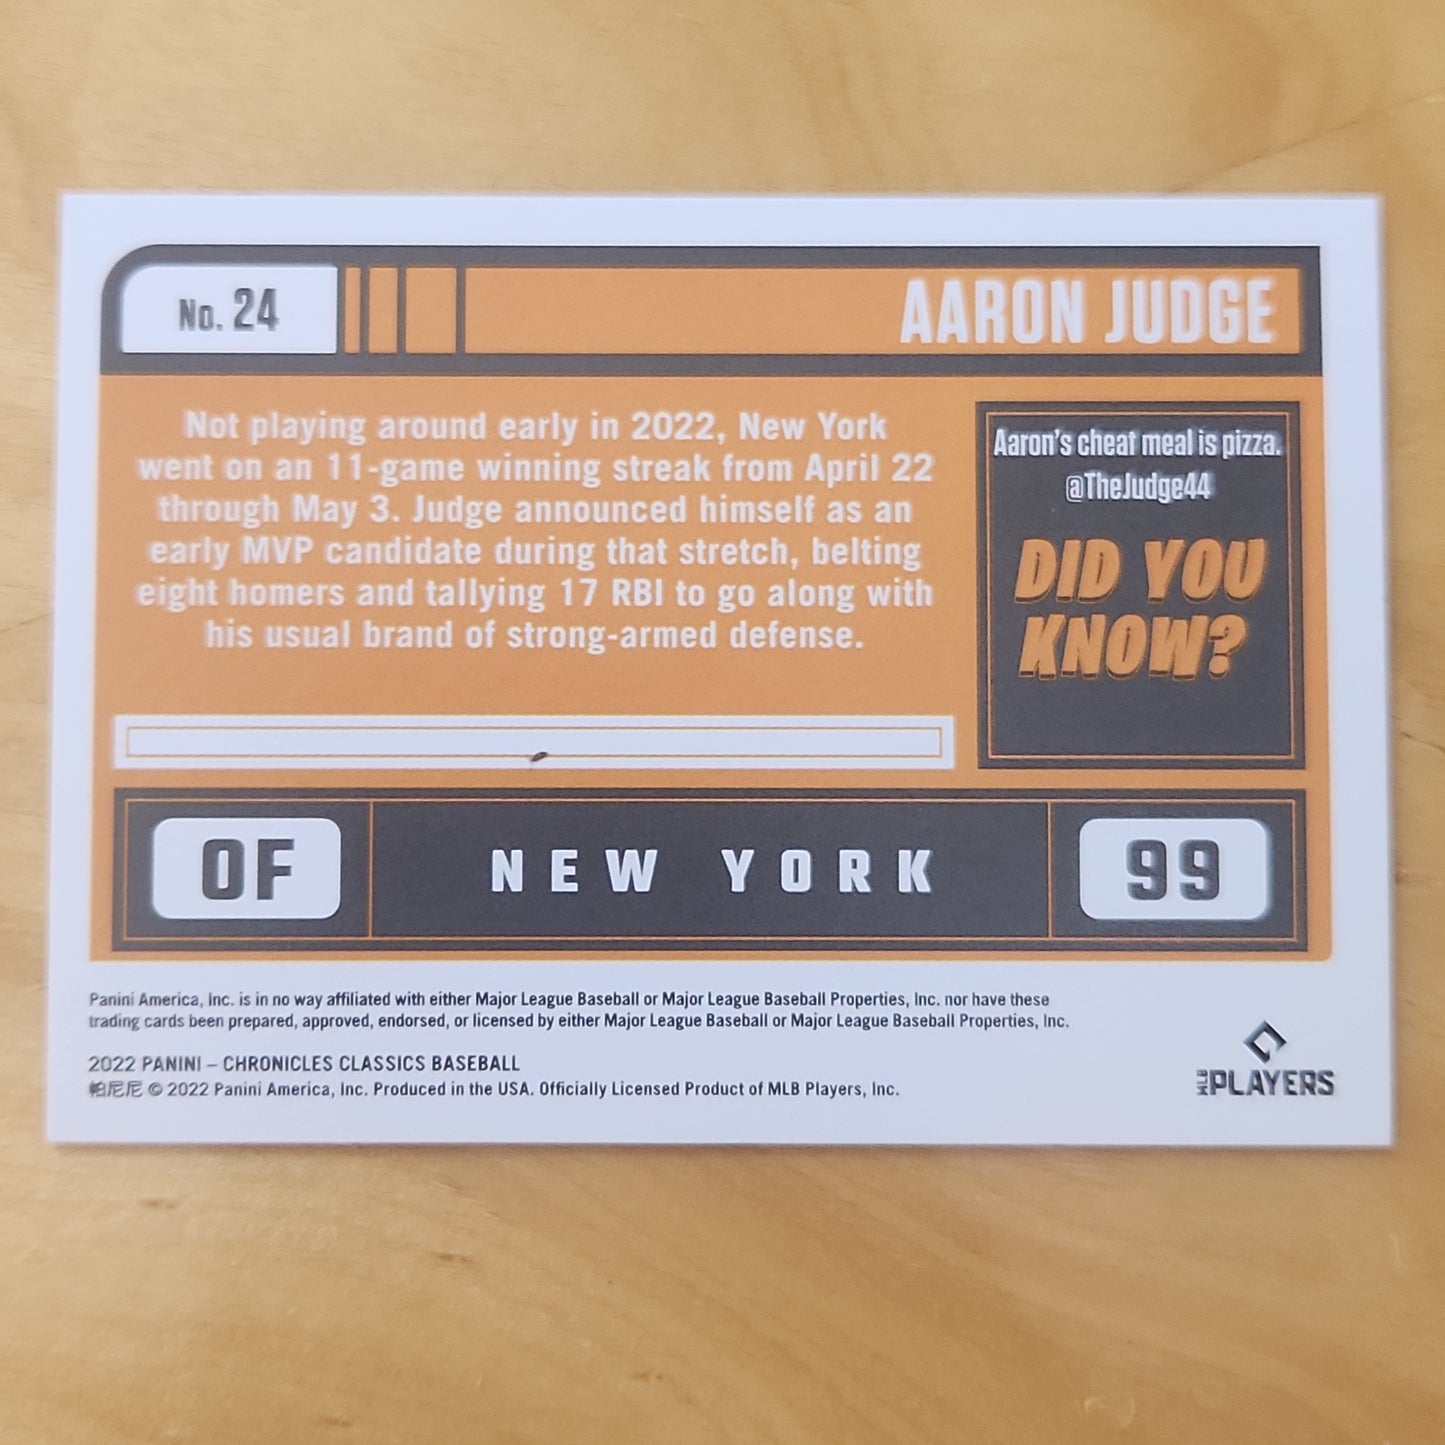 No. 24
AARON JUDGE
Not playing around early in 2022, New York
went on an 11-game winning streak from April 22
through May 3. Judge announced himself as an
early MVP candidate during that stretch, belting
eight homers and tallying 17 RBI to go along with
his usual brand of strong-armed defense.
Aaron's cheat meal is pizza.
@TheJudge44
DID YOU
KNOW?
OF
NEW YORK
99
Panini America, Inc. is in no way affiliated with either Major League Baseball or Major League Baseball Properties, Inc. nor have these
trading cards been prepared, approved, endorsed, or licensed by either Major League Baseball or Major League Baseball Properties, Inc.
2022 PANINI – CHRONICLES CLASSICS BASEBALL
帕尼尼 © 2022 Panini America, Inc. Produced in the USA. Officially Licensed Product of MLB Players, Inc.
MLB PLAYERS